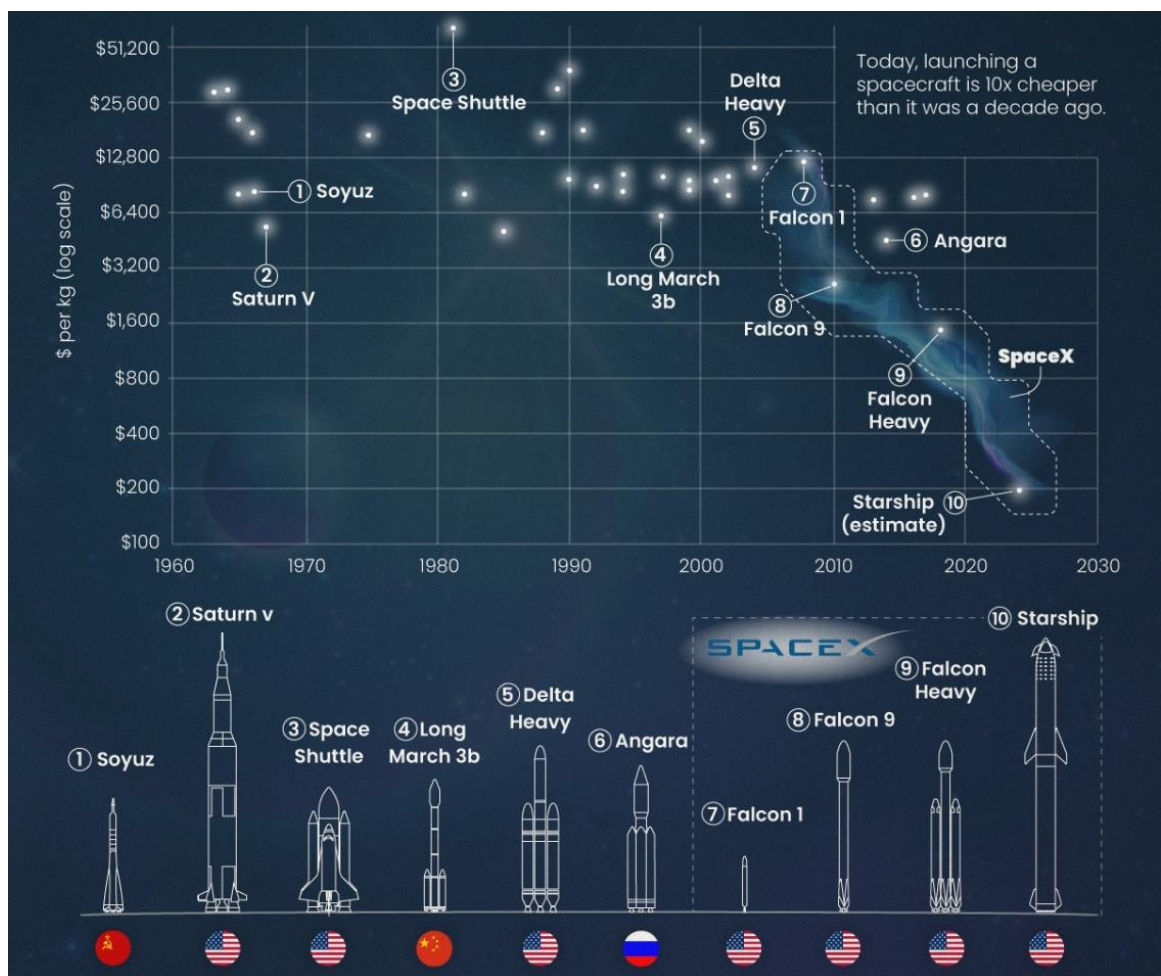 $51,200
$25,600
$12,800
$6,400
$3,200
$1,600
$800
$400
$200
$100
$ per kg (log scale)
1960
1970
1980
1990
2000
2010
2020
2030
Today, launching a
spacecraft is 10x cheaper
than it was a decade ago.
① Soyuz
②
Saturn V
③
Space Shuttle
④
Long March
3b
Delta
Heavy
⑤
⑥ Angara
⑦
Falcon 1
⑧
Falcon 9
⑨
Falcon
Heavy
SpaceX
Starship ⑩
(estimate)
① Soyuz
② Saturn v
③ Space
Shuttle
④ Long
March 3b
⑤ Delta
Heavy
⑥ Angara
SPACEX
⑦ Falcon 1
⑧ Falcon 9
⑨ Falcon
Heavy
⑩ Starship